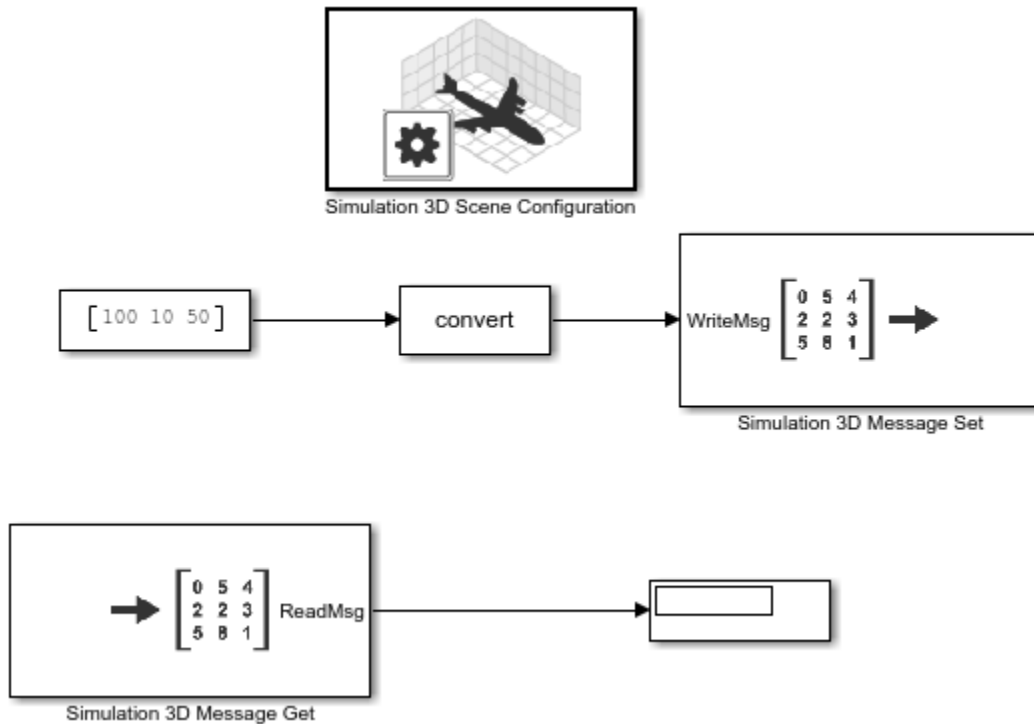 Simulation 3D Scene Configuration
[100 10 50]
convert
WriteMsg
0 5 4
2 2 3
5 8 1
Simulation 3D Message Set
0 5 4
2 2 3
5 8 1
ReadMsg
Simulation 3D Message Get